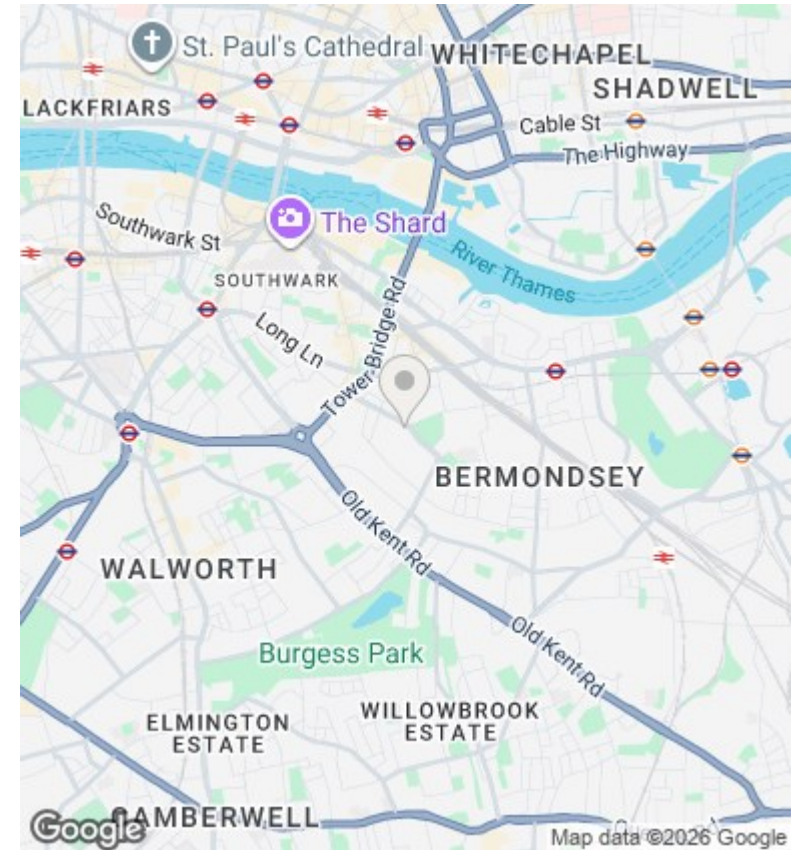 St. Paul's Cathedral
WHITECHAPEL
SHADWELL
LACKFRIARS
Cable St
The Highway
Southwark St
The Shard
River Thames
SOUTHWARK
Tower Bridge Rd
Long Ln
BERMONDSEY
Old Kent Rd
WALWORTH
Old Kent Rd
Burgess Park
ELMINGTON
ESTATE
WILLOWBROOK
ESTATE
CAMBERWELL
Google
Map data ©2026 Google